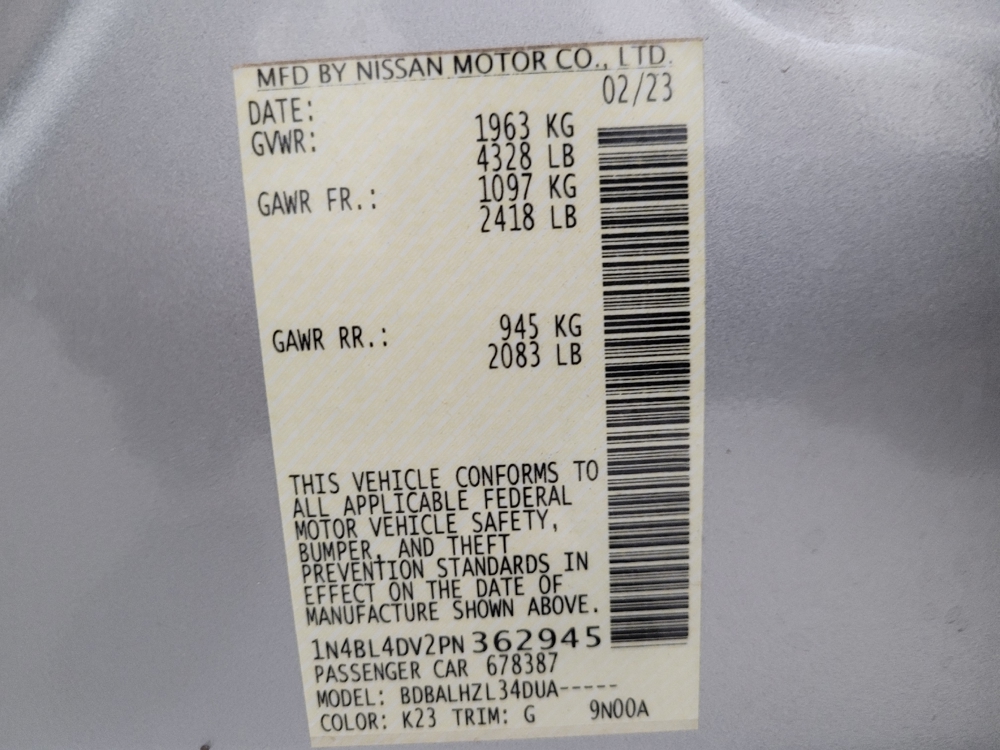 MFD BY NISSAN MOTOR CO., LTD.
DATE: 02/23
GVWR: 1963 KG
4328 LB
GAWR FR.: 1097 KG
2418 LB
GAWR RR.: 945 KG
2083 LB
THIS VEHICLE CONFORMS TO
ALL APPLICABLE FEDERAL
MOTOR VEHICLE SAFETY,
BUMPER, AND THEFT
PREVENTION STANDARDS IN
EFFECT ON THE DATE OF
MANUFACTURE SHOWN ABOVE.
1N4BL4DV2PN362945
PASSENGER CAR 678387
MODEL: BDBALHZL34DUA-----
COLOR: K23 TRIM: G 9N00A